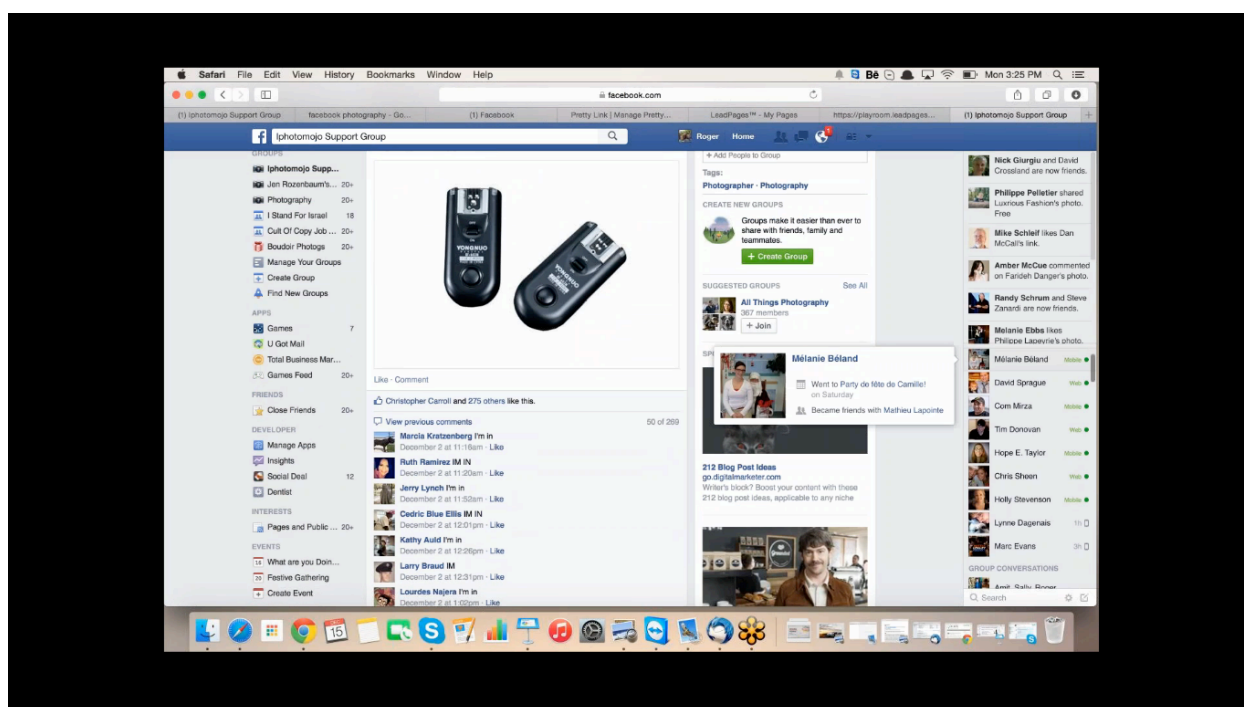 Safari File Edit View History Bookmarks Window Help
Bē
Mon 3:25 PM
facebook.com
(1) Iphotomojo Support Group
facebook photography - Go...
(1) Facebook
Pretty Link | Manage Pretty...
LeadPages™ - My Pages
https://playroom.leadpages...
(1) Iphotomojo Support Group
Iphotomojo Support Group
Roger Home
GROUPS
Iphotomojo Supp...
Jen Rozenbaum's... 20+
Photography 20+
I Stand For Israel 18
Cult Of Copy Job ... 20+
Boudoir Photogs 20+
Manage Your Groups
Create Group
Find New Groups
APPS
Games 7
U Got Mail
Total Business Mar...
Games Feed 20+
FRIENDS
Close Friends 20+
DEVELOPER
Manage Apps
Insights
Social Deal 12
Dentist
INTERESTS
Pages and Public ... 20+
EVENTS
18 What are you Doin...
20 Festive Gathering
Create Event
YONGNUO
Like · Comment
Christopher Carroll and 275 others like this.
View previous comments 50 of 269
Marcia Kratzenberg I'm in
December 2 at 11:16am · Like
Ruth Ramirez IM IN
December 2 at 11:20am · Like
Jerry Lynch I'm in
December 2 at 11:52am · Like
Cedric Blue Ellis IM IN
December 2 at 12:01pm · Like
Kathy Auld I'm in
December 2 at 12:26pm · Like
Larry Braud IM
December 2 at 12:31pm · Like
Lourdes Najera I'm in
December 2 at 1:02pm · Like
+ Add People to Group
Tags:
Photographer · Photography
CREATE NEW GROUPS
Groups make it easier than ever to
share with friends, family and
teammates.
+ Create Group
SUGGESTED GROUPS See All
All Things Photography
367 members
+ Join
Mélanie Béland
Went to Party de fête de Camille!
on Saturday
Became friends with Mathieu Lapointe
212 Blog Post Ideas
go.digitalmarketer.com
Writer's block? Boost your content with these
212 blog post ideas, applicable to any niche
Nick Giurgiu and David
Crossland are now friends.
Philippe Pelletier shared
Luxrious Fashion's photo.
Free
Mike Schleif likes Dan
McCall's link.
Amber McCue commented
on Farideh Danger's photo.
Randy Schrum and Steve
Zanardi are now friends.
Melanie Ebbs likes
Philippe Lapeyrie's photo.
Mélanie Béland Mobile
David Sprague Web
Com Mirza Mobile
Tim Donovan Web
Hope E. Taylor Mobile
Chris Sheen Web
Holly Stevenson Mobile
Lynne Dagenais 1h
Marc Evans 3h
GROUP CONVERSATIONS
Amit, Sally, Roger
Search
15